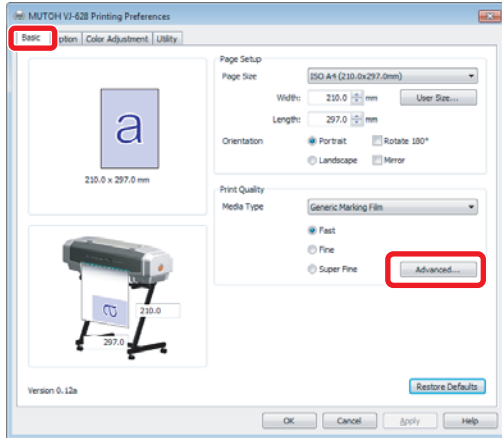 MUTOH VJ-628 Printing Preferences
Basic ption Color Adjustment Utility
a
210.0 x 297.0 mm
a
210.0
297.0
Version 0.12a
Page Setup
Page Size ISO A4 (210.0x297.0mm)
Width: 210.0 mm User Size...
Length: 297.0 mm
Orientation Portrait Rotate 180°
Landscape Mirror
Print Quality
Media Type Generic Marking Film
Fast
Fine
Super Fine Advanced...
Restore Defaults
OK Cancel Apply Help